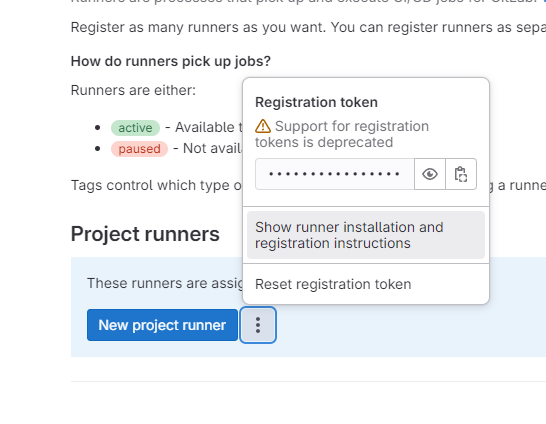 Runners are processes that pick up and execute CI/CD jobs for GitLab.
Register as many runners as you want. You can register runners as sepa
How do runners pick up jobs?
Runners are either:
active - Available t
paused - Not avail
Tags control which type o
g a runne
Registration token
Support for registration
tokens is deprecated
Show runner installation and
registration instructions
Reset registration token
Project runners
These runners are assig
New project runner